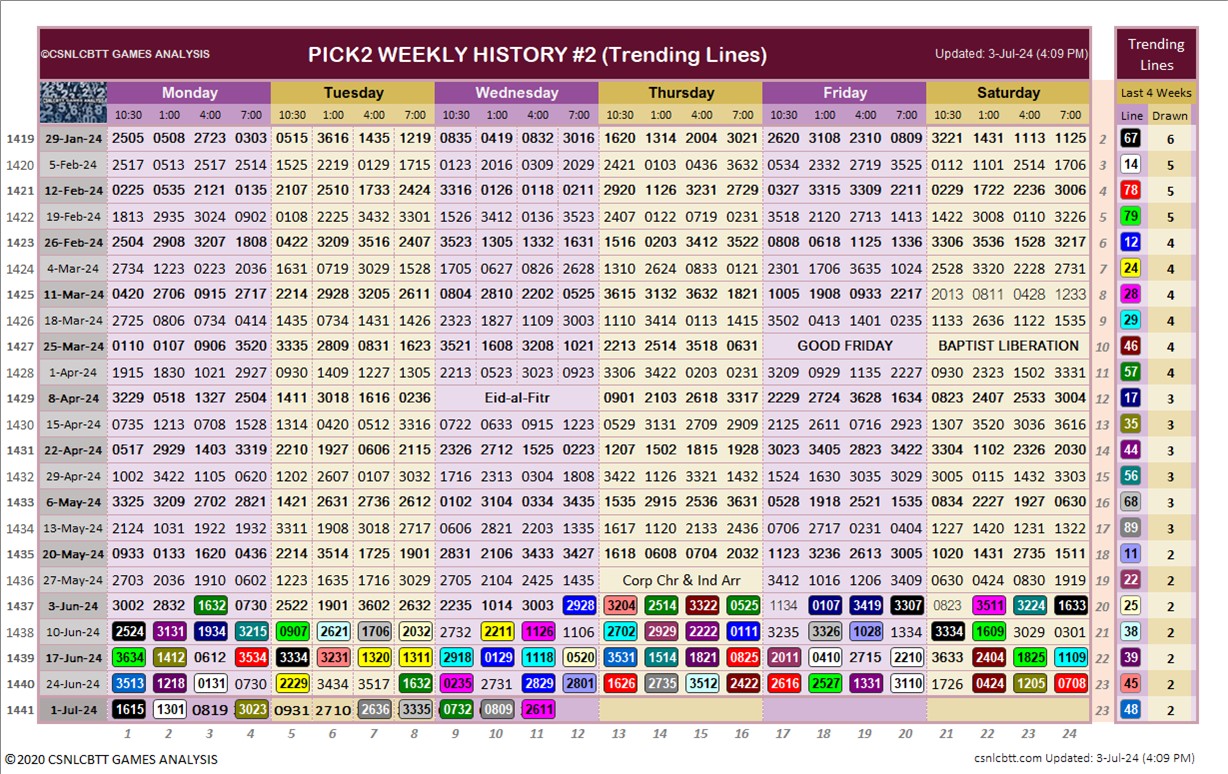 ©CSNLCBTT GAMES ANALYSIS PICK2 WEEKLY HISTORY #2 (Trending Lines) Updated: 3-Jul-24 (4:09 PM) Trending Lines
Monday Tuesday Wednesday Thursday Friday Saturday Last 4 Weeks
10:30 1:00 4:00 7:00 10:30 1:00 4:00 7:00 10:30 1:00 4:00 7:00 10:30 1:00 4:00 7:00 10:30 1:00 4:00 7:00 10:30 1:00 4:00 7:00 Line Drawn
1419 29-Jan-24 2505 0508 2723 0303 0515 3616 1435 1219 0835 0419 0832 3016 1620 1314 2004 3021 2620 3108 2310 0809 3221 1431 1113 1125 2 67 6
1420 5-Feb-24 2517 0513 2517 2514 1525 2219 0129 1715 0123 2016 0309 2029 2421 0103 0436 3632 0534 2332 2719 3525 0112 1101 2514 1706 3 14 5
1421 12-Feb-24 0225 0535 2121 0135 2107 2510 1733 2424 3316 0126 0118 0211 2920 1126 3231 2729 0327 3315 3309 2211 0229 1722 2236 3006 4 78 5
1422 19-Feb-24 1813 2935 3024 0902 0108 2225 3432 3301 1526 3412 0136 3523 2407 0122 0719 0231 3518 2120 2713 1413 1422 3008 0110 3226 5 79 5
1423 26-Feb-24 2504 2908 3207 1808 0422 3209 3516 2407 3523 1305 1332 1631 1516 0203 3412 3522 0808 0618 1125 1336 3306 3536 1528 3217 6 12 4
1424 4-Mar-24 2734 1223 0223 2036 1631 0719 3029 1523 1705 0627 0826 2628 1310 2624 0833 0121 2301 1706 3635 1024 2528 3320 2228 2731 7 24 4
1425 11-Mar-24 0420 2706 0915 2717 2214 2928 3205 2617 0804 2810 2202 0525 3615 3132 3632 1821 1005 1908 0933 2217 2013 0811 0428 1233 8 28 4
1426 18-Mar-24 2725 0806 0734 0414 1435 0734 1431 1426 2323 1827 1109 3003 1110 3414 0113 1415 3502 0413 1401 0235 1133 2636 1122 1535 9 29 4
1427 25-Mar-24 0110 0107 0906 3520 3335 2809 0831 1623 3521 1608 3208 1021 2213 2514 3518 0631 GOOD FRIDAY BAPTIST LIBERATION 10 46 4
1428 1-Apr-24 1915 1830 1021 2927 0930 1409 1227 1305 2213 0523 3023 0923 3306 3422 0203 0231 3209 0929 1135 2227 0930 2323 1502 3331 11 57 4
1429 8-Apr-24 3229 0518 1327 2504 1411 3018 1616 0236 Eid-al-Fitr 0901 2103 2618 3317 2229 2724 3628 1634 0823 2407 2533 3004 12 17 3
1430 15-Apr-24 0735 1213 0708 1528 1314 0420 0512 3319 0722 0633 0915 1223 0529 3131 2709 2909 2125 2611 0716 2923 1307 3520 3036 3616 13 35 3
1431 22-Apr-24 0517 2929 1403 3319 2210 1927 0606 2113 2326 2712 1525 0223 1207 1502 1815 1928 3023 3405 2823 3422 3304 1102 2326 2030 14 44 3
1432 29-Apr-24 1002 3422 1105 0620 1202 2607 0107 3032 1716 2315 0304 1808 3422 1126 3321 1432 1524 1630 3035 3029 3005 0115 1432 3303 15 56 3
1433 6-May-24 3325 3209 2702 2821 1421 2631 2736 2612 0102 3104 0334 3435 1535 2915 2536 3631 0528 1918 2521 1535 0834 2227 1927 0630 16 68 3
1434 13-May-24 2124 1031 1922 1932 3311 1908 3018 2717 0606 2821 2203 1335 1617 1120 2133 2436 0706 2717 0231 0404 1227 1420 1231 1322 17 89 3
1435 20-May-24 0933 0133 1620 0436 2214 3514 1725 1901 2831 2106 3433 3427 1618 0608 0704 2032 1123 3236 2613 3005 1020 1431 2735 1511 18 11 2
1436 27-May-24 2703 2036 1910 0602 1223 1635 1716 3029 2705 2104 2425 1435 Corp Chr & Ind Arr 3412 1016 1206 3409 0630 0424 0830 1919 19 22 2
1437 3-Jun-24 3002 2832 1632 0730 2522 1901 3602 2632 2235 1014 3003 2928 3204 2514 3322 0525 1134 0107 3419 3307 0823 3511 3224 1633 20 25 2
1438 10-Jun-24 2524 3131 1934 3215 0907 2621 1706 2032 2732 2211 1126 1106 2702 2929 2222 0111 3235 3326 1028 1334 3334 1609 3029 0301 21 38 2
1439 17-Jun-24 3634 1412 0612 3534 3334 3231 1320 1311 2918 0129 1118 0520 3531 1514 1821 0825 2011 0410 2715 2210 3633 2404 1825 1109 22 39 2
1440 24-Jun-24 3513 1218 0131 0730 2229 3434 3517 1632 0235 2731 2829 2801 1626 2735 3512 2422 2616 2527 1331 3110 1726 0424 1205 0708 23 45 2
1441 1-Jul-24 1615 1301 0819 3023 0931 2710 2636 3335 0732 0809 2611 23 48 2
1 2 3 4 5 6 7 8 9 10 11 12 13 14 15 16 17 18 19 20 21 22 23 24
©2020 CSNLCBTT GAMES ANALYSIS csnlcbtt.com Updated: 3-Jul-24 (4:09 PM)